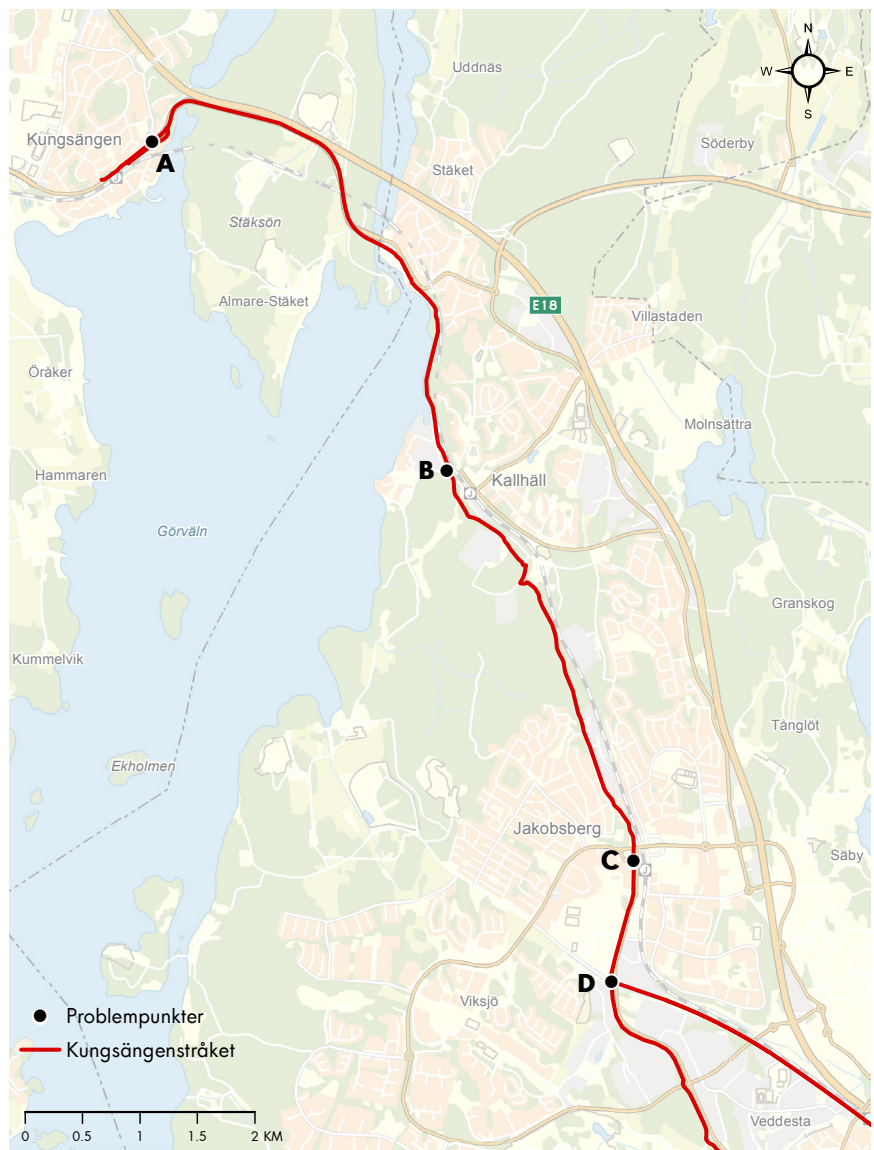 N
W E
S
Uddnäs
Kungsängen
A
Söderby
Stäket
Stäksön
Almare-Stäket
E18
Villastaden
Öråker
Molnsättra
B
Kallhäll
Hammaren
Görväln
Granskog
Kummelvik
Tånglöt
Ekholmen
Jakobsberg
Säby
C
D
Viksjö
Problempunkter
Kungsängenstråket
Veddesta
0 0.5 1 1.5 2 KM
J
J
J